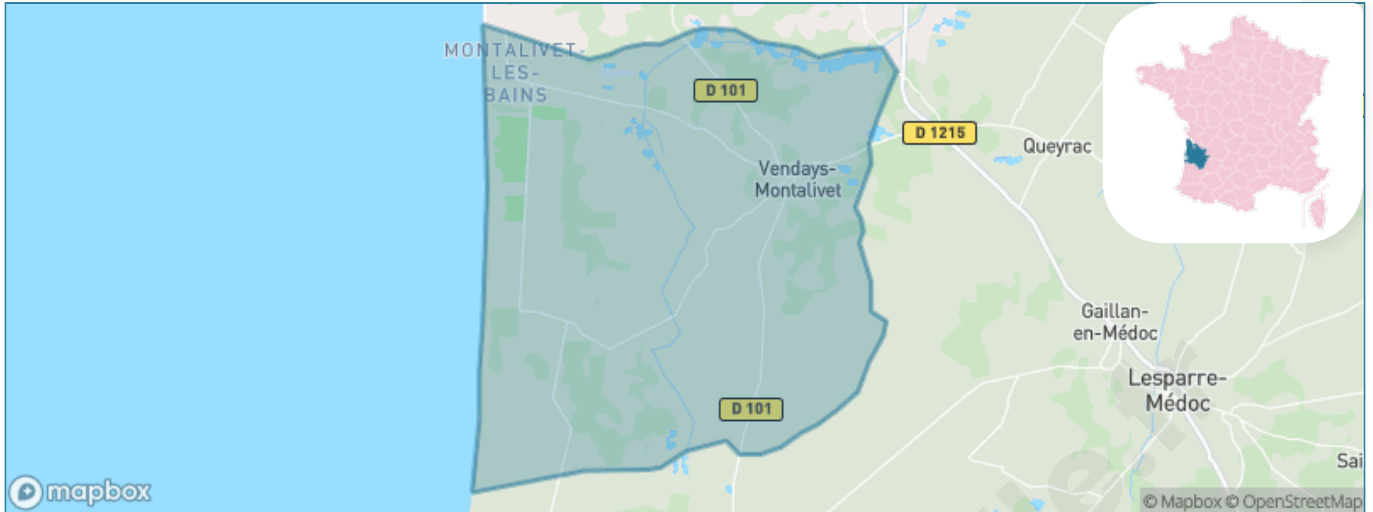 MONTALIVET-
LES-
BAINS
D 101
D 1215
Queyrac
Vendays-
Montalivet
Gaillan-
en-Médoc
Lesparre-
Médoc
D 101
Sai
mapbox
© Mapbox © OpenStreetMap